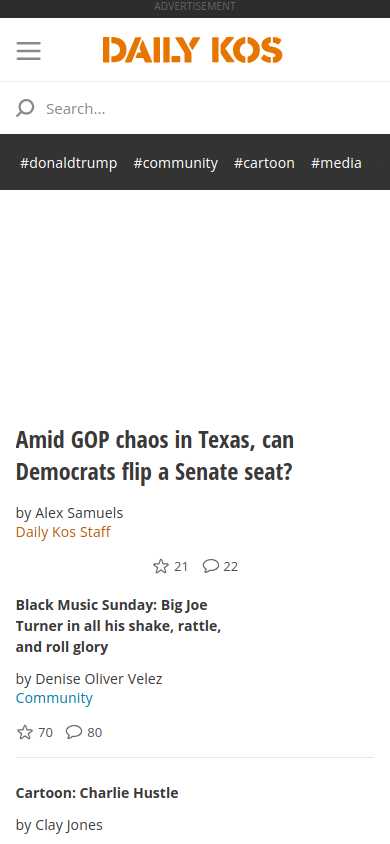 ADVERTISEMENT
DAILY KOS
Search...
#donaldtrump #community #cartoon #media
Amid GOP chaos in Texas, can
Democrats flip a Senate seat?
by Alex Samuels
Daily Kos Staff
21 22
Black Music Sunday: Big Joe
Turner in all his shake, rattle,
and roll glory
by Denise Oliver Velez
Community
70 80
Cartoon: Charlie Hustle
by Clay Jones